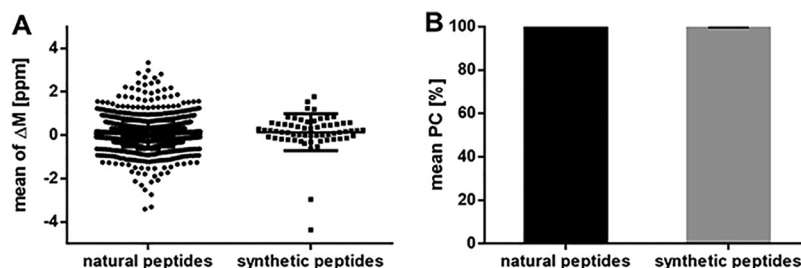 A
mean of ΔM [ppm]
4
2
0
-2
-4
natural peptides
synthetic peptides
B
mean PC [%]
100
80
60
40
20
0
natural peptides
synthetic peptides